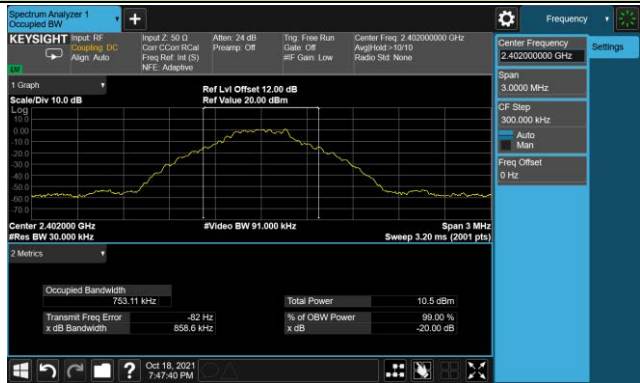 Spectrum Analyzer 1
Occupied BW
+
Frequency
KEYSIGHT
Input: RF
Coupling: DC
Align: Auto
Input Z: 50 Ω
Corr CCorr RCal
Freq Ref: Int (S)
NFE: Adaptive
Atten: 24 dB
Preamp: Off
Trig: Free Run
Gate: Off
#IF Gain: Low
Center Freq: 2.402000000 GHz
Avg|Hold:>10/10
Radio Std: None
Center Frequency
2.402000000 GHz
Settings
Span
3.0000 MHz
CF Step
300.000 kHz
Auto
Man
Freq Offset
0 Hz
1 Graph
Scale/Div 10.0 dB
Ref Lvl Offset 12.00 dB
Ref Value 20.00 dBm
Log
10.0
0.00
-10.0
-20.0
-30.0
-40.0
-50.0
-60.0
-70.0
Center 2.402000 GHz
#Res BW 30.000 kHz
#Video BW 91.000 kHz
Span 3 MHz
Sweep 3.20 ms (2001 pts)
2 Metrics
Occupied Bandwidth
753.11 kHz
Total Power 10.5 dBm
Transmit Freq Error -82 Hz
% of OBW Power 99.00 %
x dB Bandwidth 858.6 kHz
x dB -20.00 dB
?
Oct 18, 2021
7:47:40 PM